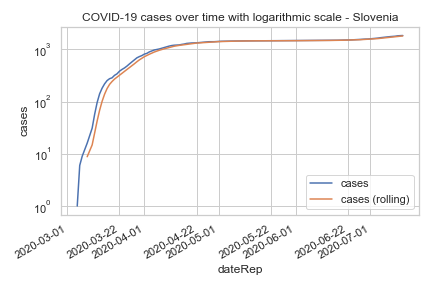 COVID-19 cases over time with logarithmic scale - Slovenia
10³
10²
10¹
10⁰
cases
cases
cases (rolling)
2020-03-01
2020-03-22
2020-04-01
2020-04-22
2020-05-01
2020-05-22
2020-06-01
2020-06-22
2020-07-01
dateRep